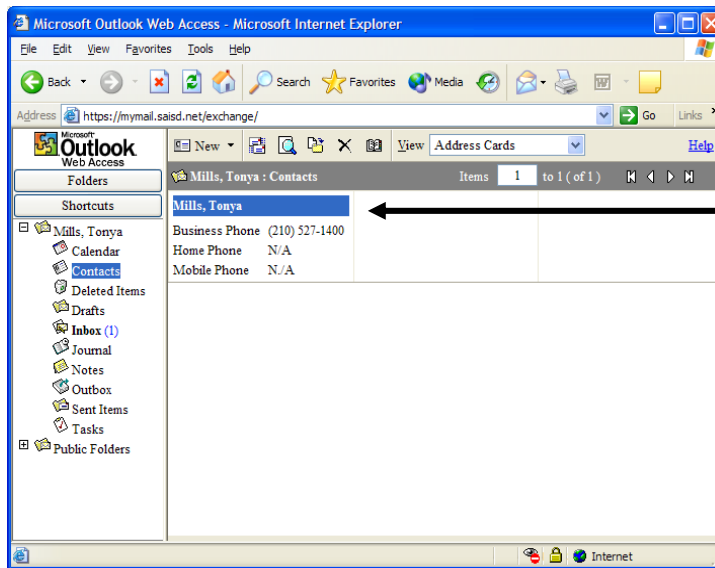 Microsoft Outlook Web Access - Microsoft Internet Explorer
File Edit View Favorites Tools Help
Back Search Favorites Media
Address https://mymail.saisd.net/exchange/ Go Links
Microsoft
Outlook
Web Access
New View Address Cards Help
Folders
Mills, Tonya : Contacts Items 1 to 1 ( of 1 )
Shortcuts
Mills, Tonya
Business Phone (210) 527-1400
Home Phone N/A
Mobile Phone N/A
Mills, Tonya
Calendar
Contacts
Deleted Items
Drafts
Inbox (1)
Journal
Notes
Outbox
Sent Items
Tasks
Public Folders
Internet